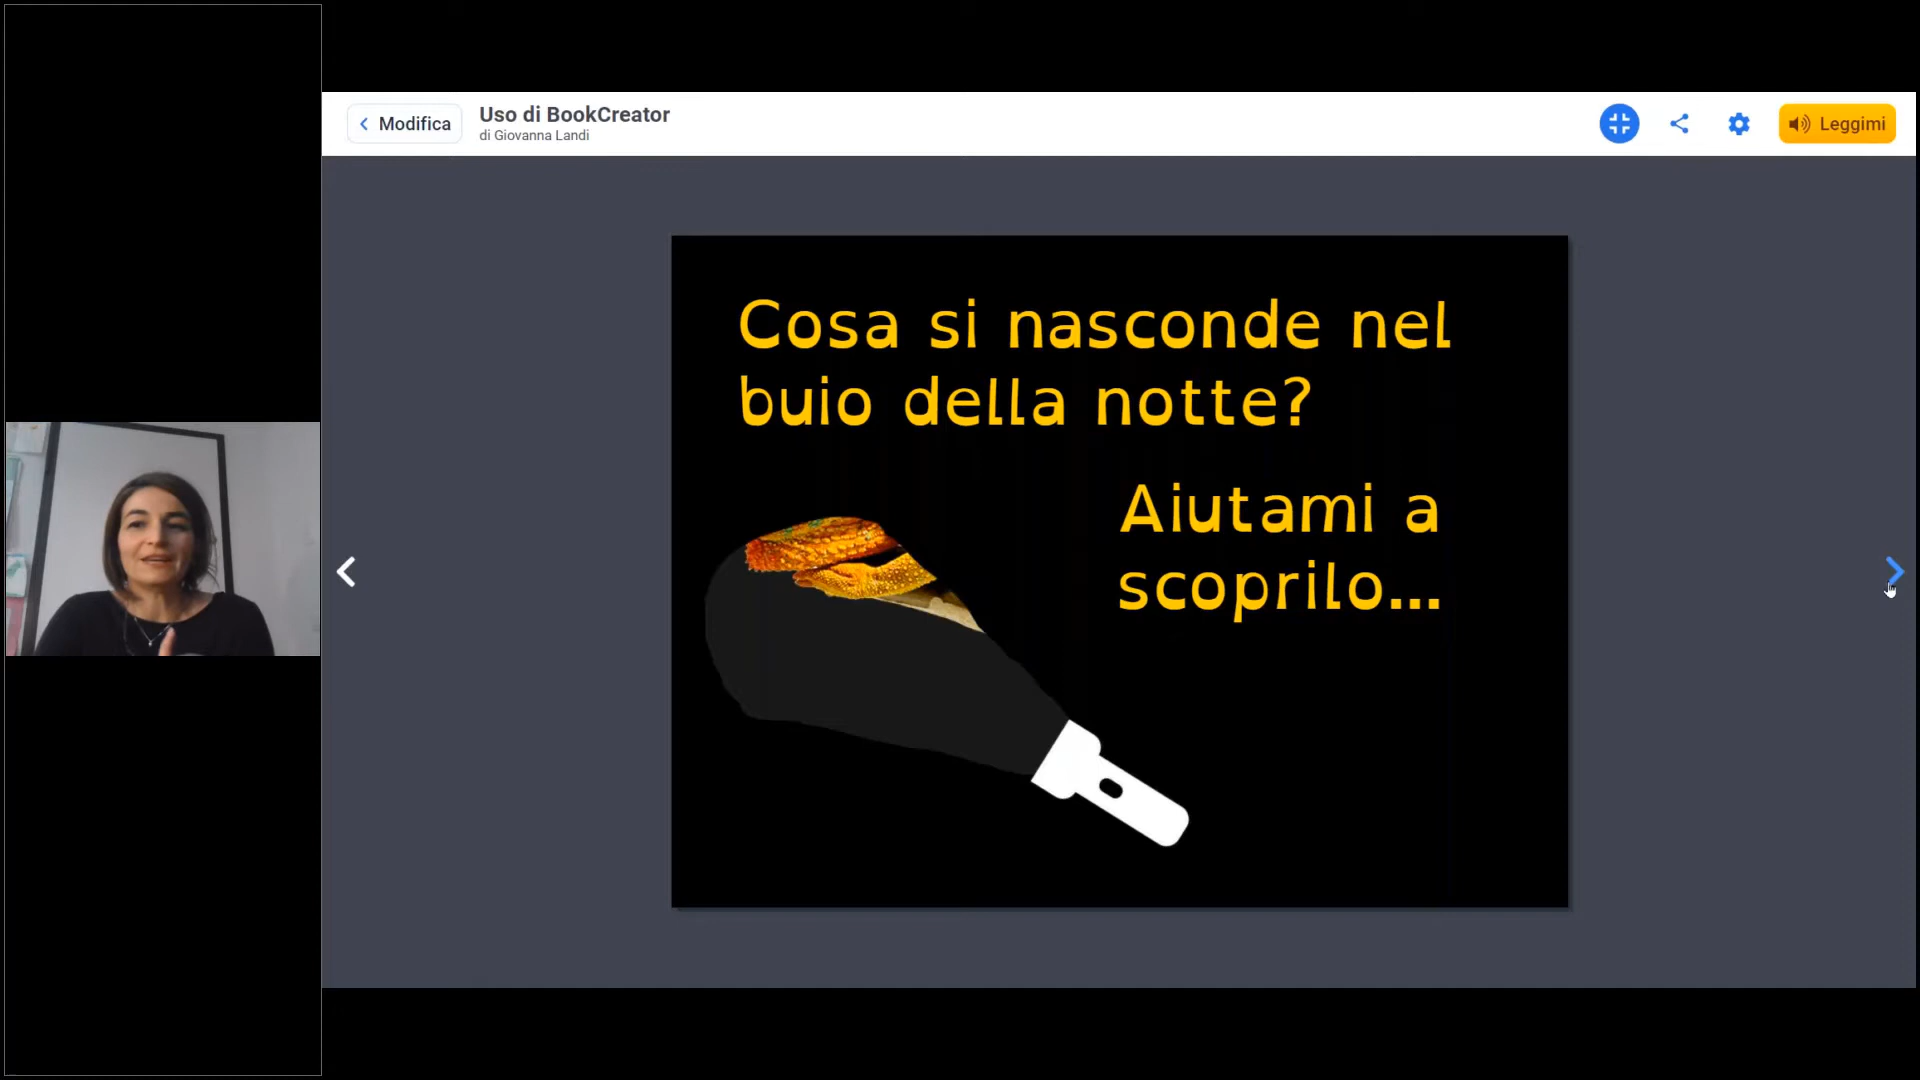 Modifica
Uso di BookCreator
di Giovanna Landi
Leggimi
Cosa si nasconde nel
buio della notte?
Aiutami a
scoprilo...